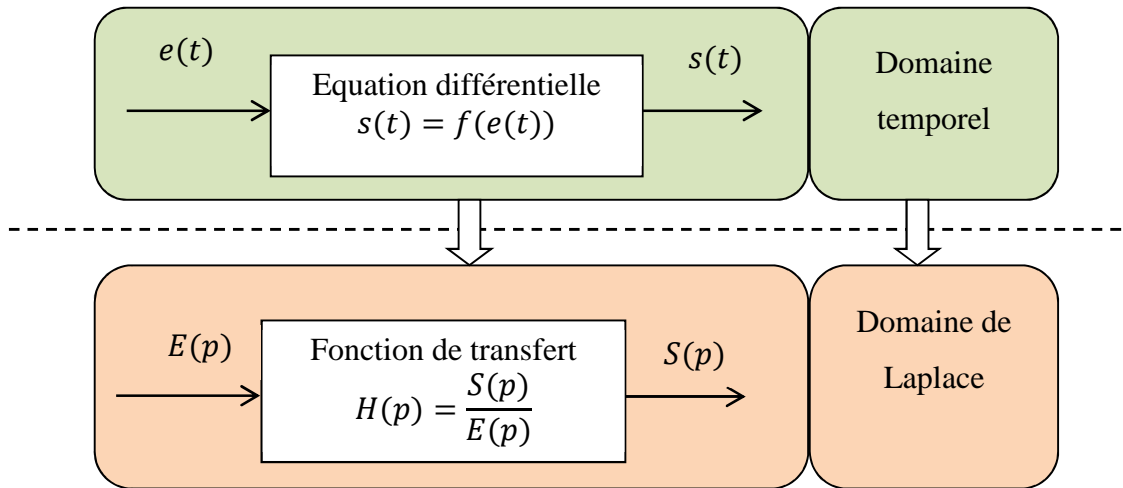 e(t)
Equation différentielle
s(t) = f(e(t))
s(t)
Domaine
temporel
E(p)
Fonction de transfert
H(p) = S(p)/E(p)
S(p)
Domaine de
Laplace